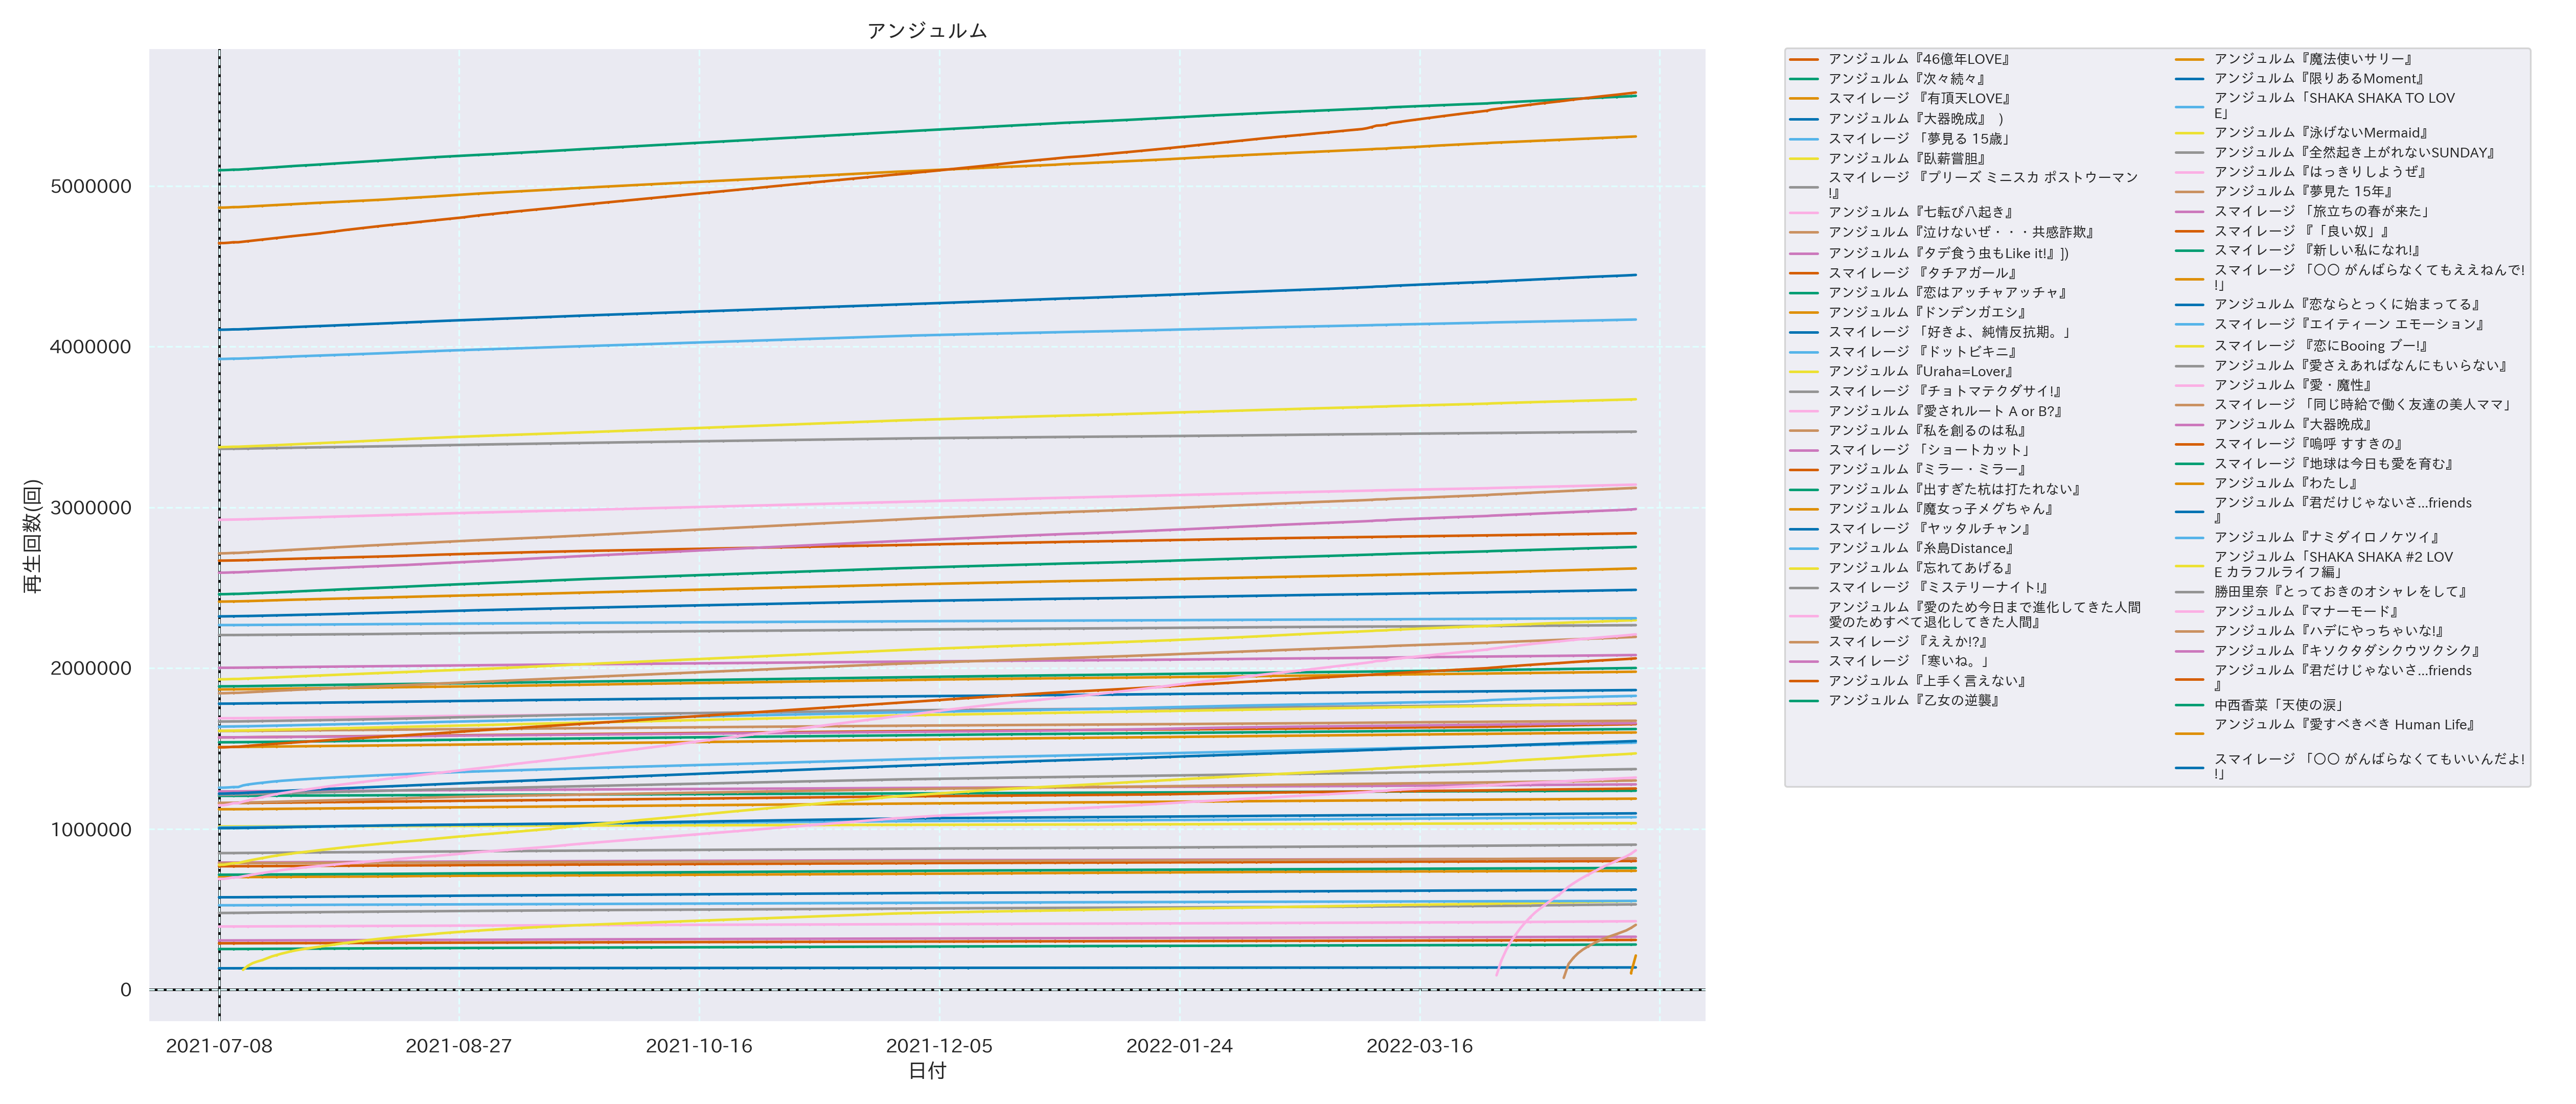 アンジュルム
再生回数(回)
5000000
4000000
3000000
2000000
1000000
0
2021-07-08
2021-08-27
2021-10-16
2021-12-05
2022-01-24
2022-03-16
日付
アンジュルム『46億年LOVE』
アンジュルム『次々続々』
スマイレージ 『有頂天LOVE』
アンジュルム『大器晩成』 )
スマイレージ 「夢見る 15歳」
アンジュルム『臥薪嘗胆』
スマイレージ 『プリーズ ミニスカ ポストウーマン
!』
アンジュルム『七転び八起き』
アンジュルム『泣けないぜ・・・共感詐欺』
アンジュルム『タデ食う虫もLike it!』])
スマイレージ 『タチアガール』
アンジュルム『恋はアッチャアッチャ』
アンジュルム『ドンデンガエシ』
スマイレージ 「好きよ、純情反抗期。」
スマイレージ 『ドットビキニ』
アンジュルム『Uraha=Lover』
スマイレージ 『チョトマテクダサイ!』
アンジュルム『愛されルート A or B?』
アンジュルム『私を創るのは私』
スマイレージ 「ショートカット」
アンジュルム『ミラー・ミラー』
アンジュルム『出すぎた杭は打たれない』
アンジュルム『魔女っ子メグちゃん』
スマイレージ 『ヤッタルチャン』
アンジュルム『糸島Distance』
アンジュルム『忘れてあげる』
スマイレージ 『ミステリーナイト!』
アンジュルム『愛のため今日まで進化してきた人間
愛のためすべて退化してきた人間』
スマイレージ 『ええか!?』
スマイレージ 「寒いね。」
アンジュルム『上手く言えない』
アンジュルム『乙女の逆襲』
アンジュルム『魔法使いサリー』
アンジュルム『限りあるMoment』
アンジュルム「SHAKA SHAKA TO LOV
E」
アンジュルム『泳げないMermaid』
アンジュルム『全然起き上がれないSUNDAY』
アンジュルム『はっきりしようぜ』
アンジュルム『夢見た 15年』
スマイレージ 「旅立ちの春が来た」
スマイレージ 『「良い奴」』
スマイレージ 『新しい私になれ!』
スマイレージ 「〇〇 がんばらなくてもええねんで!
!」
アンジュルム『恋ならとっくに始まってる』
スマイレージ『エイティーン エモーション』
スマイレージ 『恋にBooing ブー!』
アンジュルム『愛さえあればなんにもいらない』
アンジュルム『愛・魔性』
スマイレージ 「同じ時給で働く友達の美人ママ」
アンジュルム『大器晩成』
スマイレージ『嗚呼 すすきの』
スマイレージ『地球は今日も愛を育む』
アンジュルム『わたし』
アンジュルム『君だけじゃないさ...friends
』
アンジュルム『ナミダイロノケツイ』
アンジュルム「SHAKA SHAKA #2 LOV
E カラフルライフ編」
勝田里奈『とっておきのオシャレをして』
アンジュルム『マナーモード』
アンジュルム『ハデにやっちゃいな!』
アンジュルム『キソクタダシクウツクシク』
アンジュルム『君だけじゃないさ...friends
』
中西香菜「天使の涙」
アンジュルム『愛すべきべき Human Life』
スマイレージ 「〇〇 がんばらなくてもいいんだよ!
!」